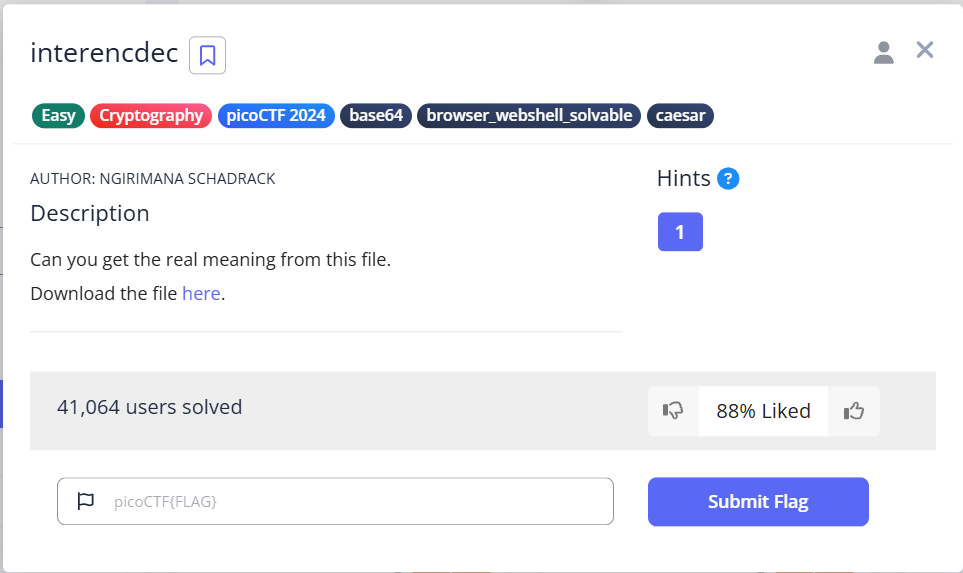 interencdec
Easy Cryptography picoCTF 2024 base64 browser_webshell_solvable caesar
AUTHOR: NGIRIMANA SCHADRACK
Description
Can you get the real meaning from this file.
Download the file here.
Hints ?
1
41,064 users solved
88% Liked
picoCTF{FLAG}
Submit Flag